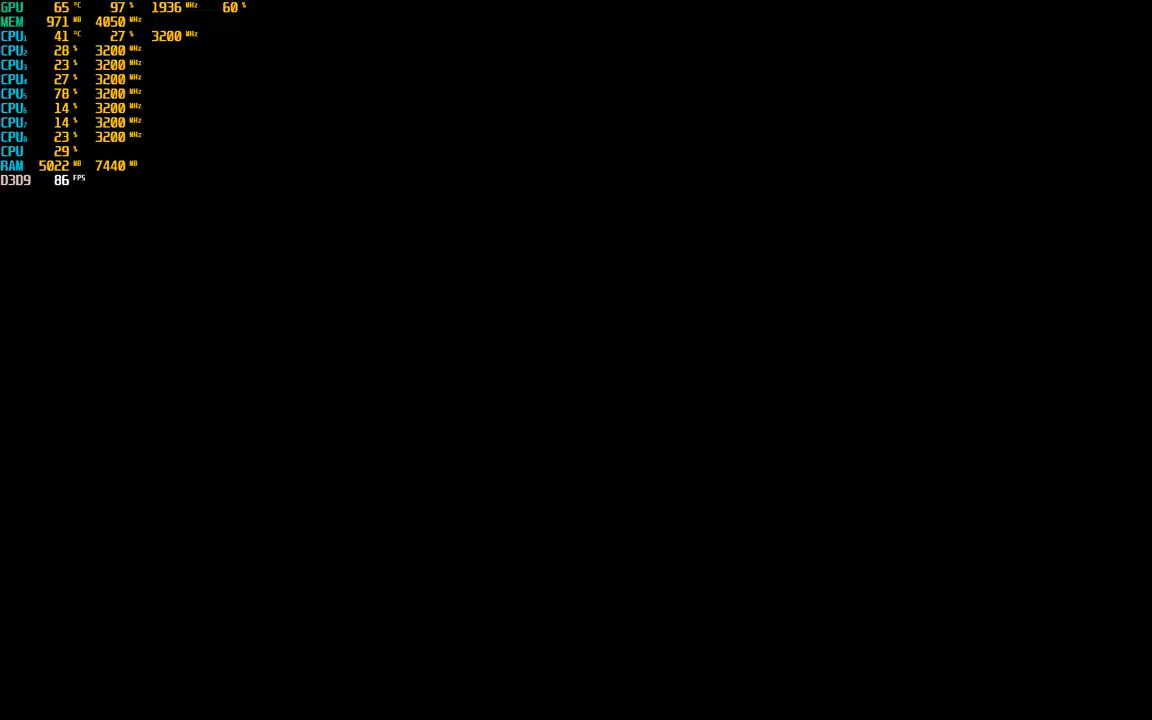 GPU 65 °C 97 % 1936 MHz 60 %
MEM 971 MB 4050 MHz
CPU1 41 °C 27 % 3200 MHz
CPU2 28 % 3200 MHz
CPU3 23 % 3200 MHz
CPU4 27 % 3200 MHz
CPU5 78 % 3200 MHz
CPU6 14 % 3200 MHz
CPU7 14 % 3200 MHz
CPU8 23 % 3200 MHz
CPU 29 %
RAM 5022 MB 7440 MB
D3D9 86 FPS